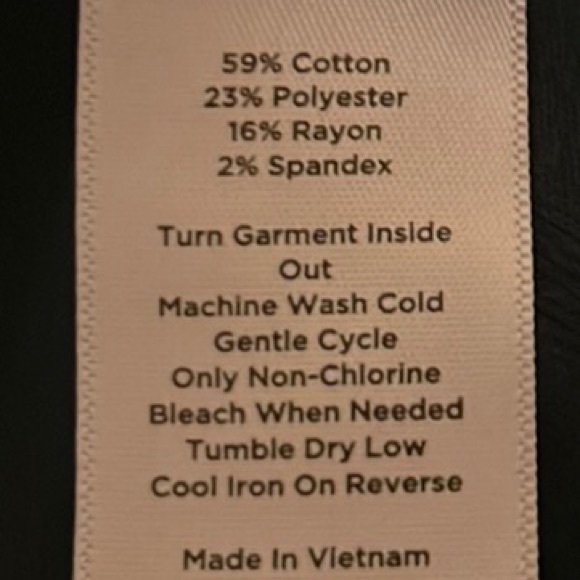 59% Cotton
23% Polyester
16% Rayon
2% Spandex
Turn Garment Inside
Out
Machine Wash Cold
Gentle Cycle
Only Non-Chlorine
Bleach When Needed
Tumble Dry Low
Cool Iron On Reverse
Made In Vietnam